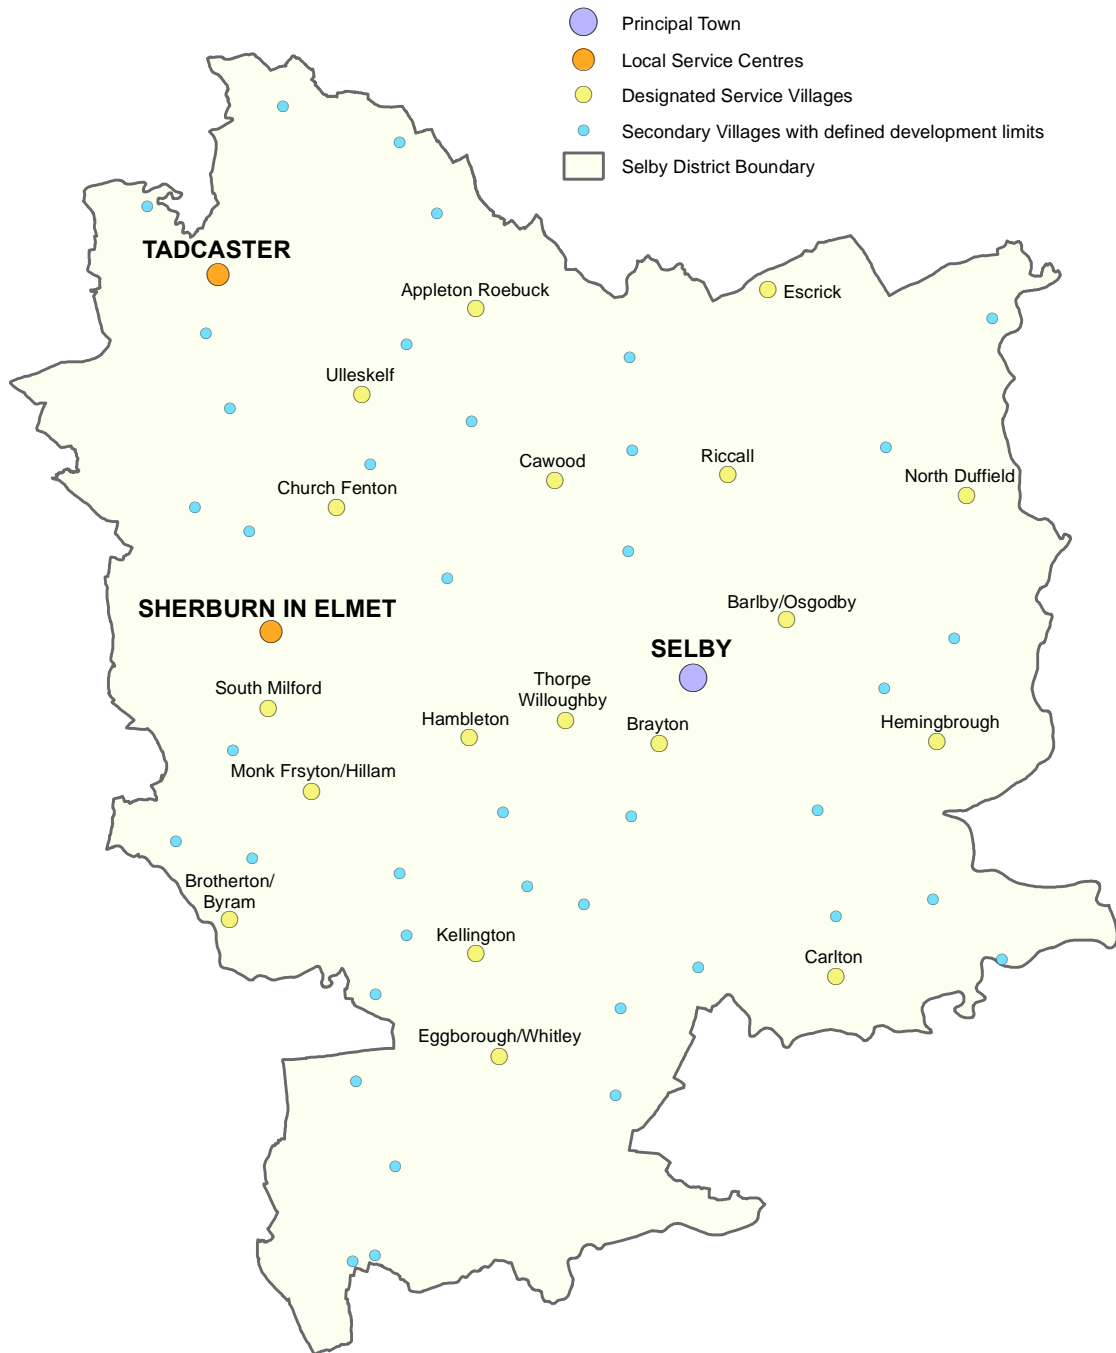 Principal Town
Local Service Centres
Designated Service Villages
Secondary Villages with defined development limits
Selby District Boundary
TADCASTER
Appleton Roebuck
Escrick
Ulleskelf
Cawood
Riccall
North Duffield
Church Fenton
SHERBURN IN ELMET
Barlby/Osgodby
SELBY
South Milford
Thorpe
Willoughby
Hambleton
Brayton
Hemingbrough
Monk Frsyton/Hillam
Brotherton/
Byram
Kellington
Carlton
Eggborough/Whitley